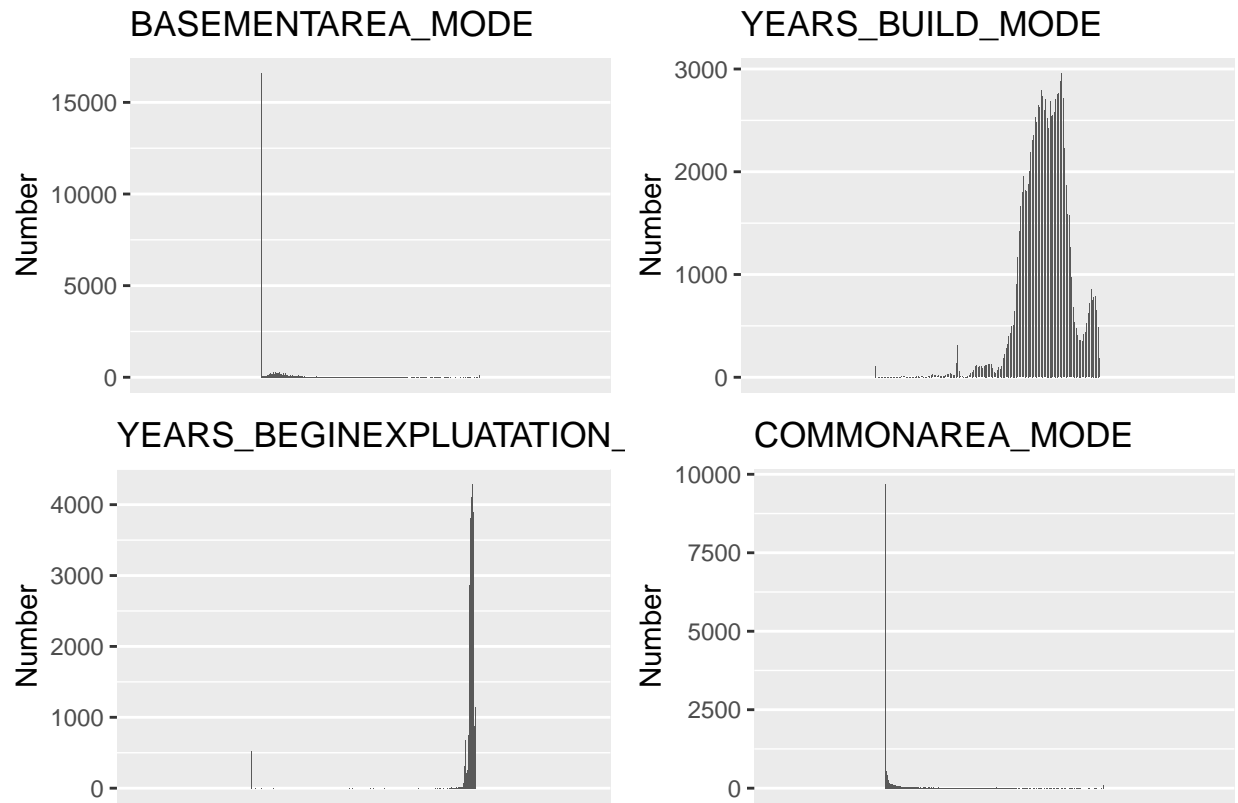 BASEMENTAREA_MODE
15000
10000
5000
0
Number
YEARS_BUILD_MODE
3000
2000
1000
0
Number
YEARS_BEGINEXPLUATATION_
4000
3000
2000
1000
0
Number
COMMONAREA_MODE
10000
7500
5000
2500
0
Number